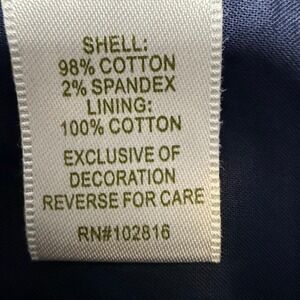 SHELL:
98% COTTON
2% SPANDEX
LINING:
100% COTTON
EXCLUSIVE OF
DECORATION
REVERSE FOR CARE
RN#102816